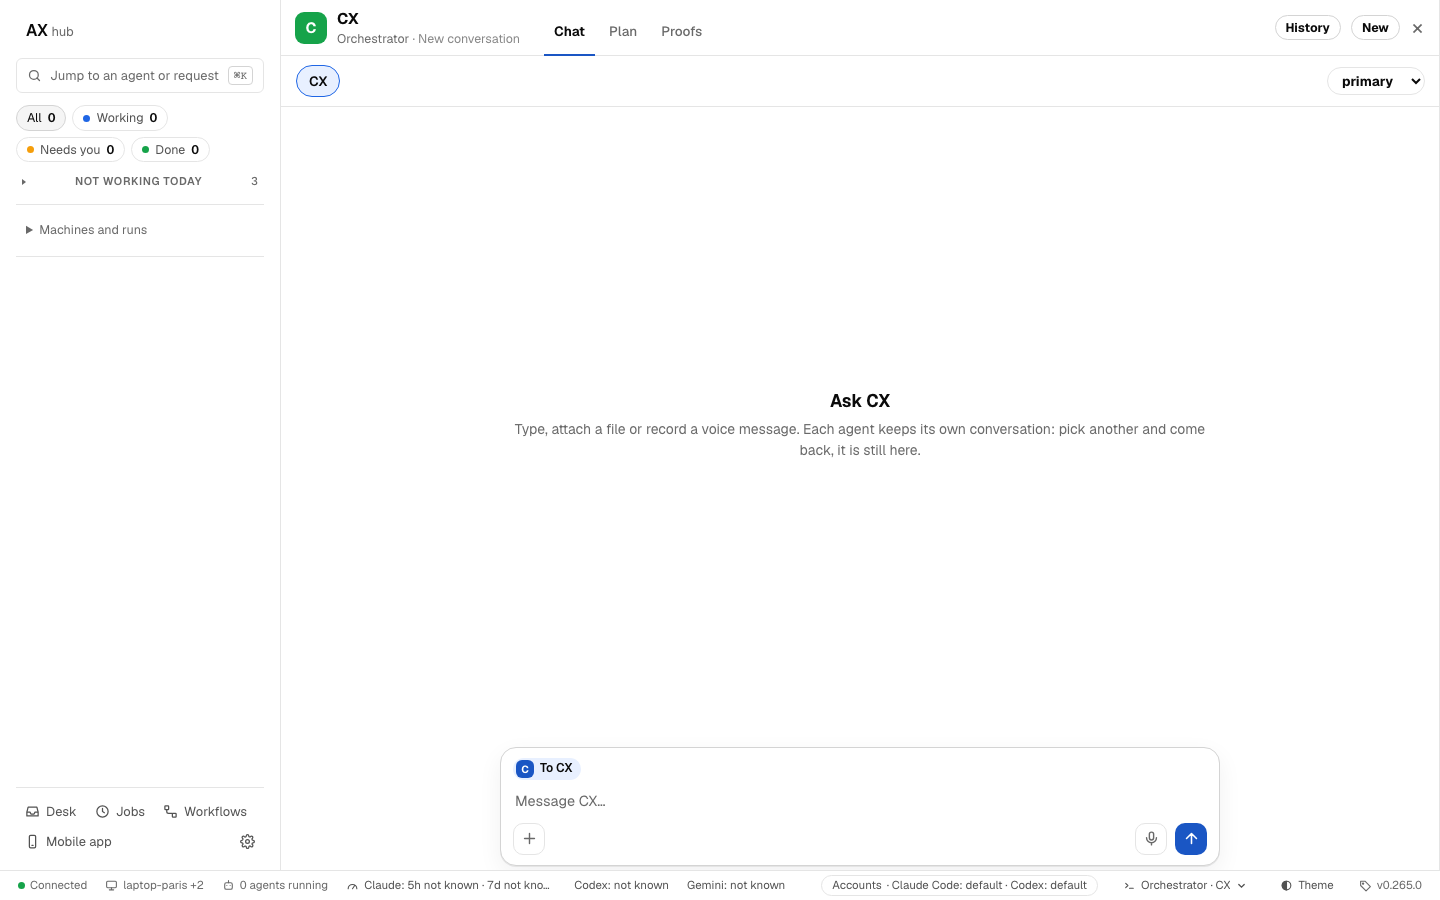 AX hub
Jump to an agent or request ⌘K
All 0
Working 0
Needs you 0
Done 0
NOT WORKING TODAY 3
Machines and runs
Desk
Jobs
Workflows
Mobile app
C
CX
Orchestrator · New conversation
Chat
Plan
Proofs
History
New
CX
primary
Ask CX
Type, attach a file or record a voice message. Each agent keeps its own conversation: pick another and come
back, it is still here.
C To CX
Message CX...
Connected
laptop-paris +2
0 agents running
Claude: 5h not known · 7d not kno...
Codex: not known
Gemini: not known
Accounts · Claude Code: default · Codex: default
Orchestrator · CX
Theme
v0.265.0